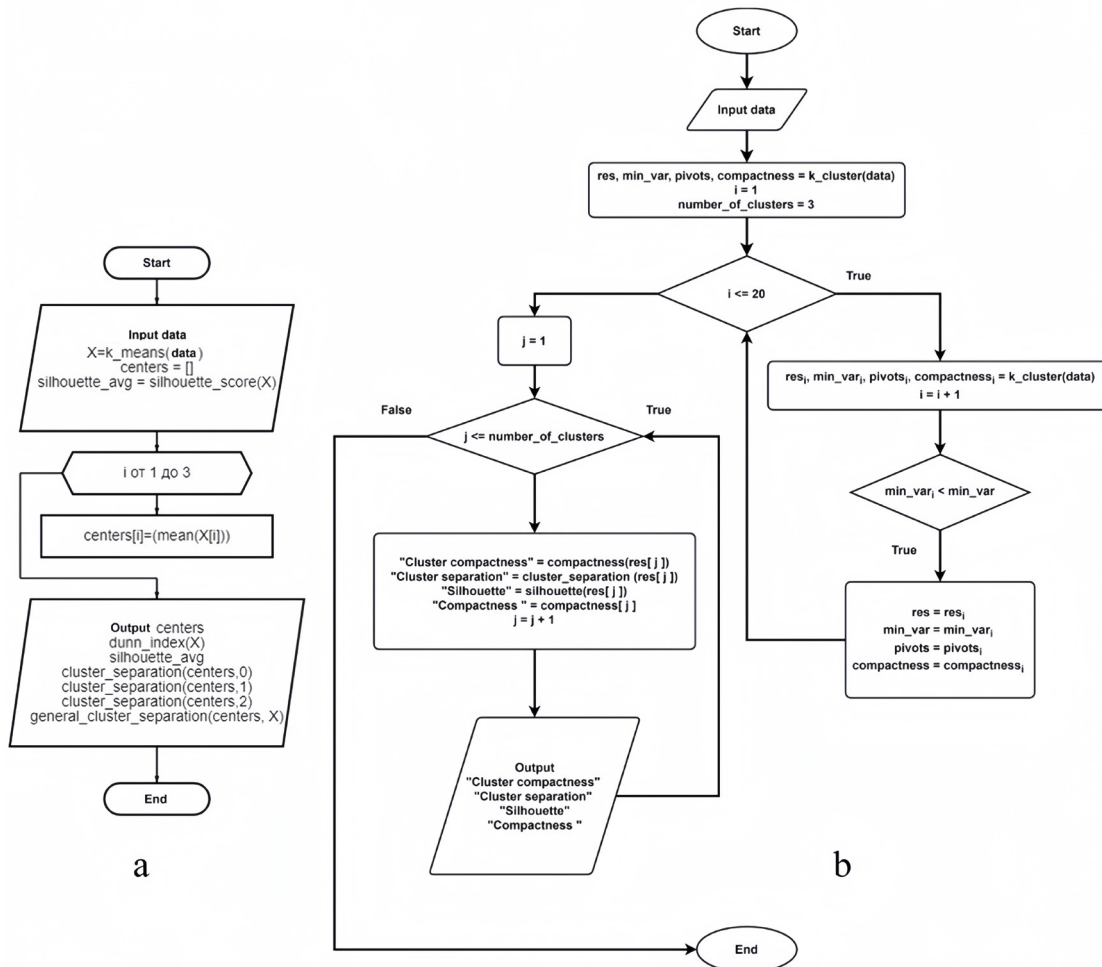 Start
Input data
X=k_means(data)
centers = []
silhouette_avg = silhouette_score(X)
i от 1 до 3
centers[i]=(mean(X[i]))
Output centers
dunn_index(X)
silhouette_avg
cluster_separation(centers,0)
cluster_separation(centers,1)
cluster_separation(centers,2)
general_cluster_separation(centers, X)
End
a
Start
Input data
res, min_var, pivots, compactness = k_cluster(data)
i = 1
number_of_clusters = 3
i <= 20
True
res_i, min_var_i, pivots_i, compactness_i = k_cluster(data)
i = i + 1
min_var_i < min_var
True
res = res_i
min_var = min_var_i
pivots = pivots_i
compactness = compactness_i
j = 1
False
True
j <= number_of_clusters
"Cluster compactness" = compactness(res[ j ])
"Cluster separation" = cluster_separation (res[ j ])
"Silhouette" = silhouette(res[ j ])
"Compactness " = compactness[ j ]
j = j + 1
Output
"Cluster compactness"
"Cluster separation"
"Silhouette"
"Compactness "
End
b